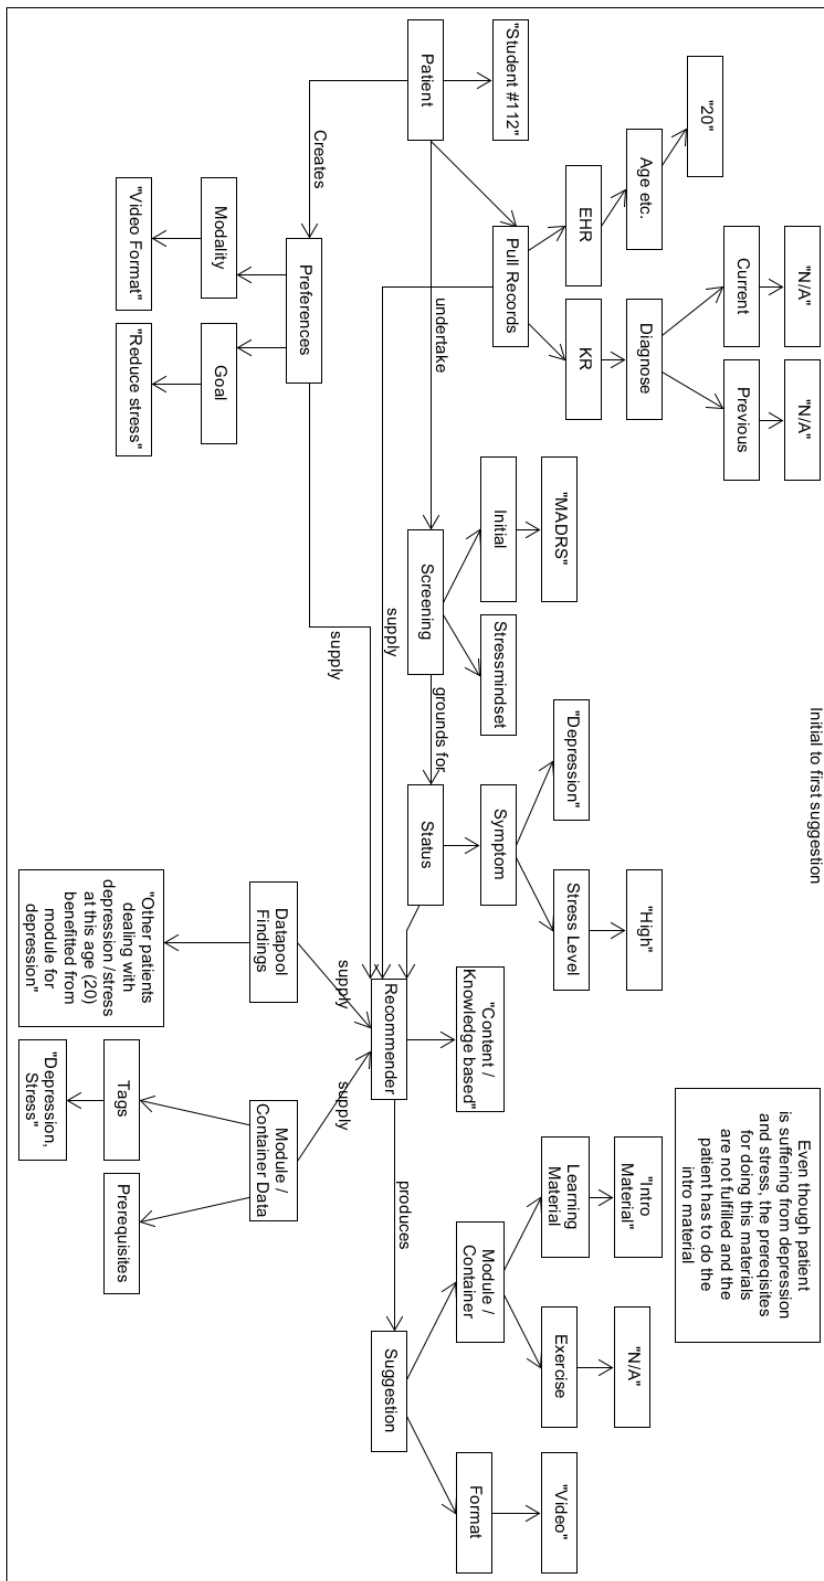 Initial to first suggestion
"N/A"
"N/A"
Current
Previous
"20"
Age etc.
Diagnose
EHR
KR
"Student #112"
Pull Records
Patient
undertake
Creates
Preferences
Modality
Goal
"Video Format"
"Reduce stress"
"High"
"Depression"
Stress Level
"MADRS"
Initial
Stressmindset
Symptom
Screening
grounds for
Status
supply
supply
Even though patient
is suffering from depression
and stress, the prereqisites
for doing this materials
are not fulfilled and the
patient has to do the
intro material
"Intro
Material"
"N/A"
Learning
Material
Exercise
"Video"
"Content /
Knowledge based"
Module /
Container
Format
Recommender
produces
Suggestion
supply
supply
Datapool
Findings
Module /
Container Data
"Other patients
dealing with
depression /stress
at this age (20)
benefitted from
module for
depression"
Tags
Prerequisites
"Depression,
Stress"